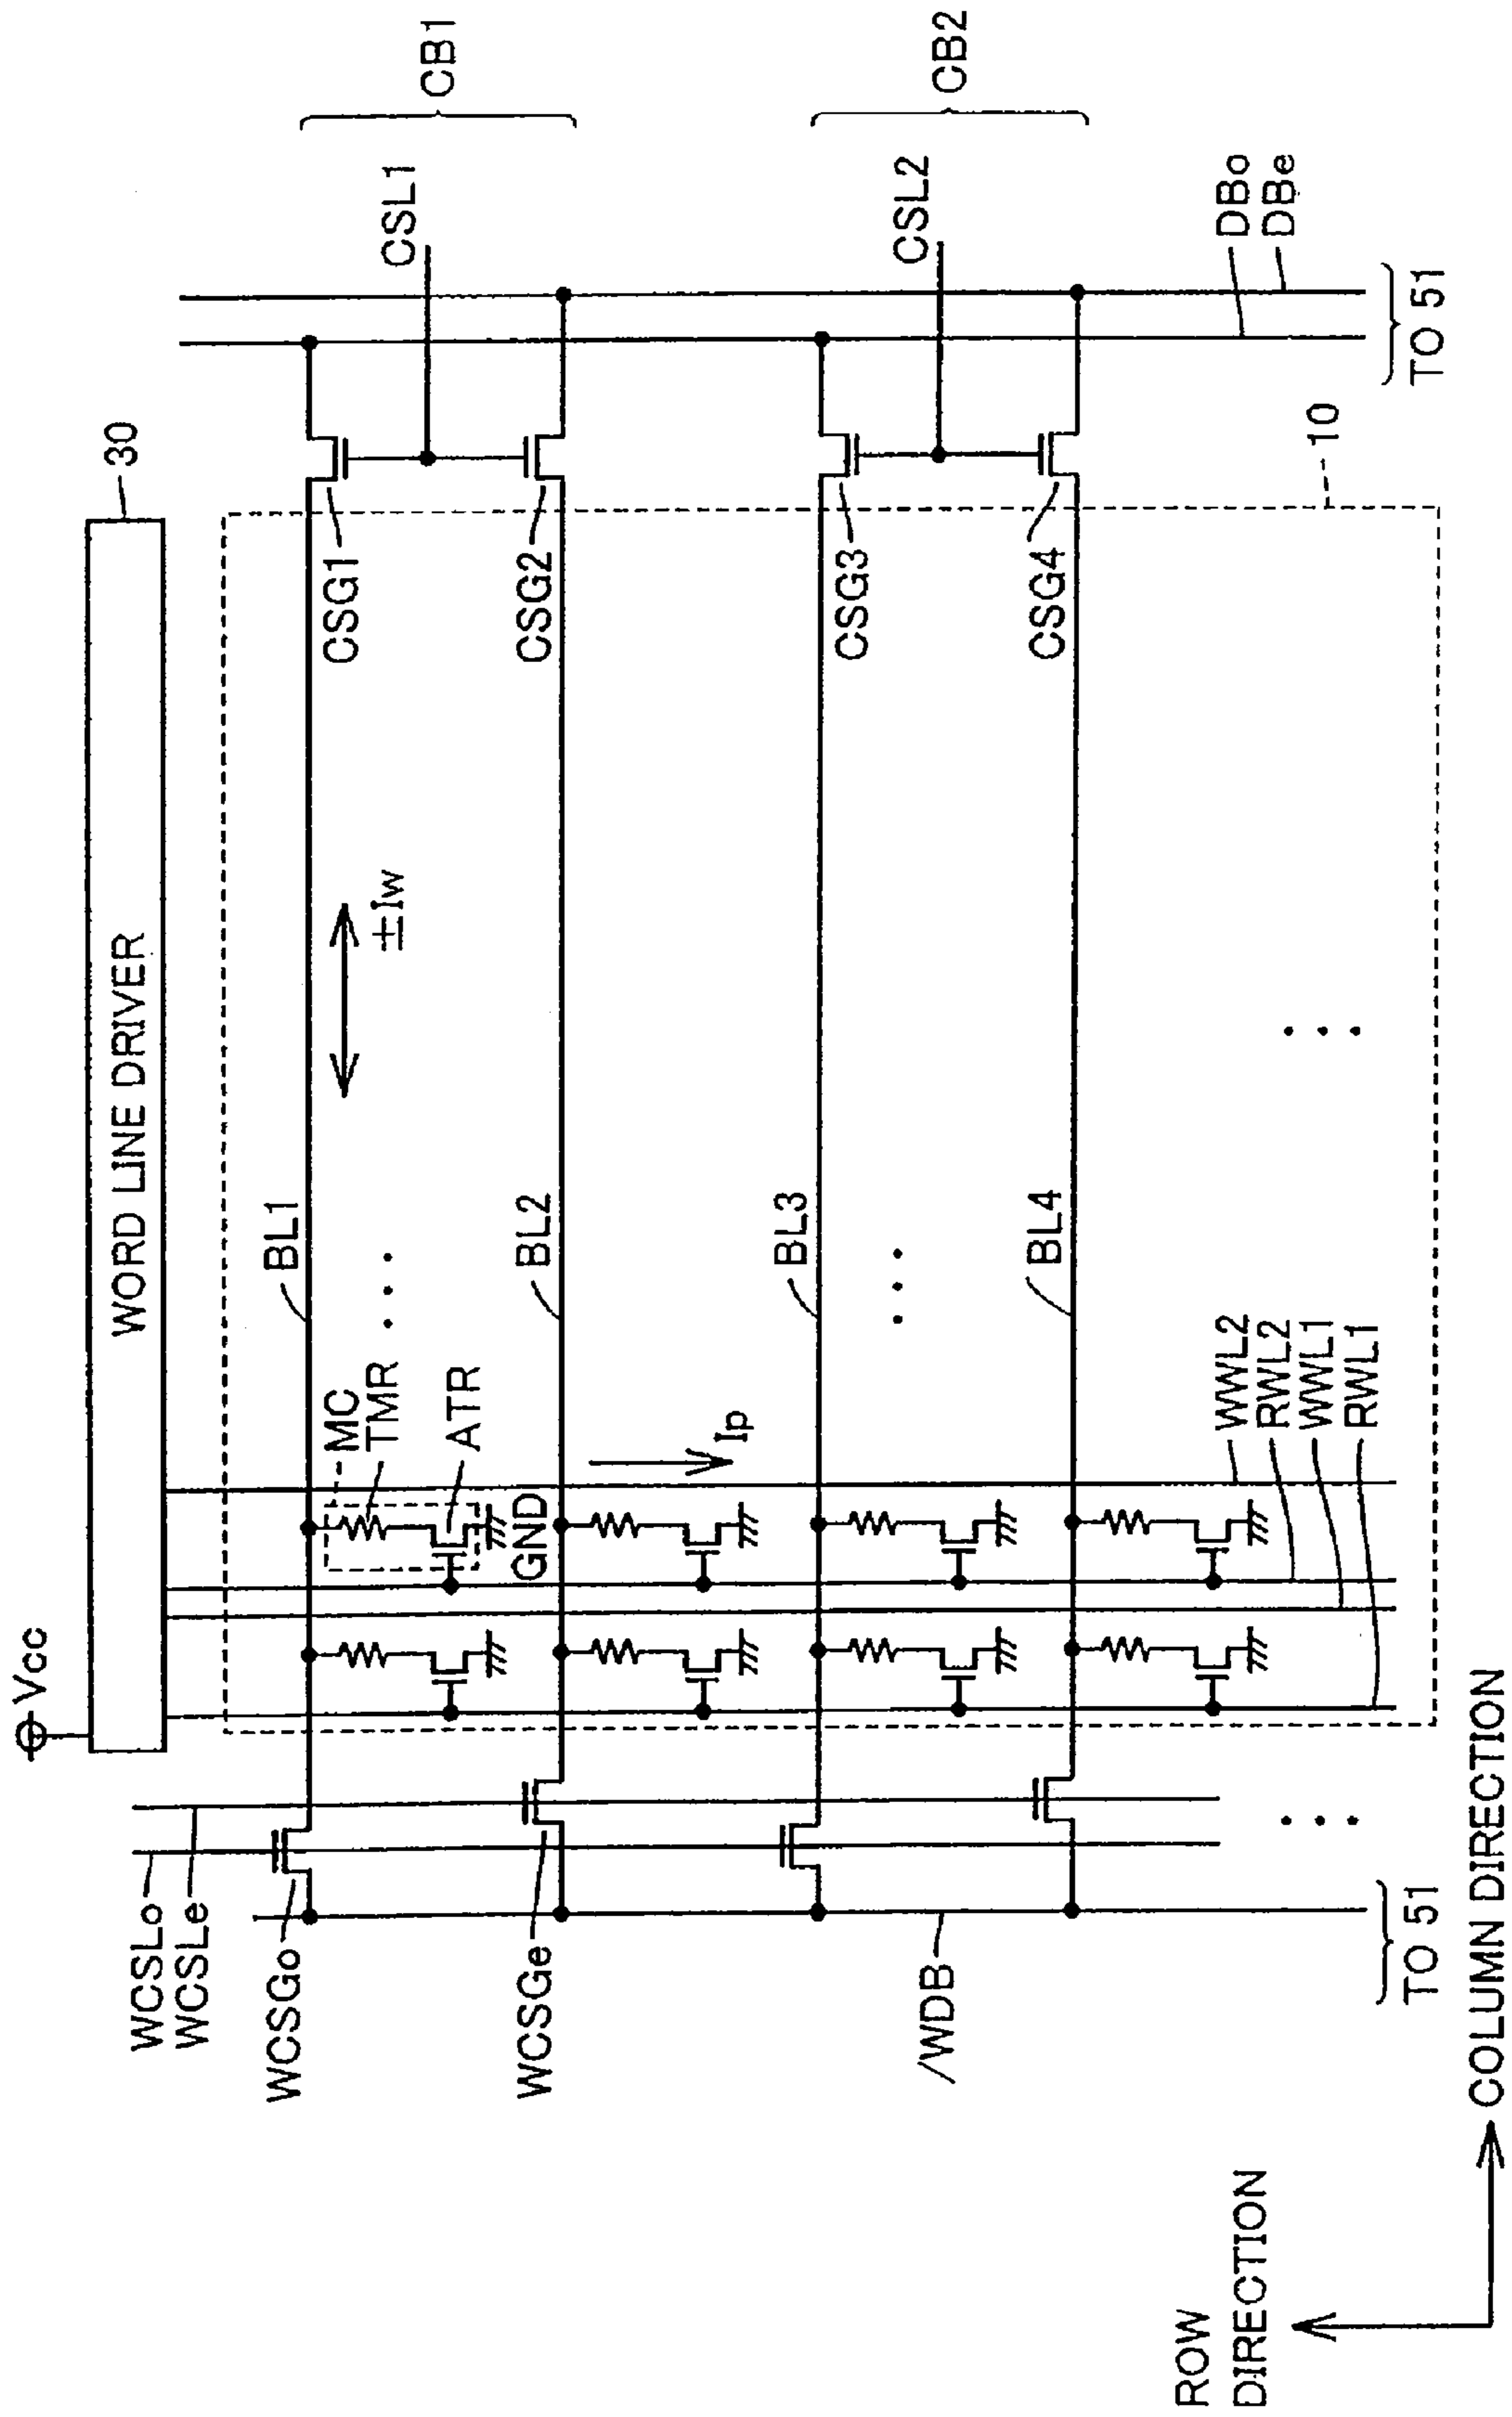 Vcc
WORD LINE DRIVER
30
WCSLo
WCSLe
WCSGo
BL1
MC
TMR
ATR
GND
±Iw
CSG1
CSL1
CB1
WCSGe
BL2
Ip
CSG2
BL3
CSG3
CSL2
CB2
/WDB
BL4
CSG4
WWL2
RWL2
WWL1
RWL1
10
DBo
DBe
TO 51
TO 51
ROW
DIRECTION
COLUMN DIRECTION